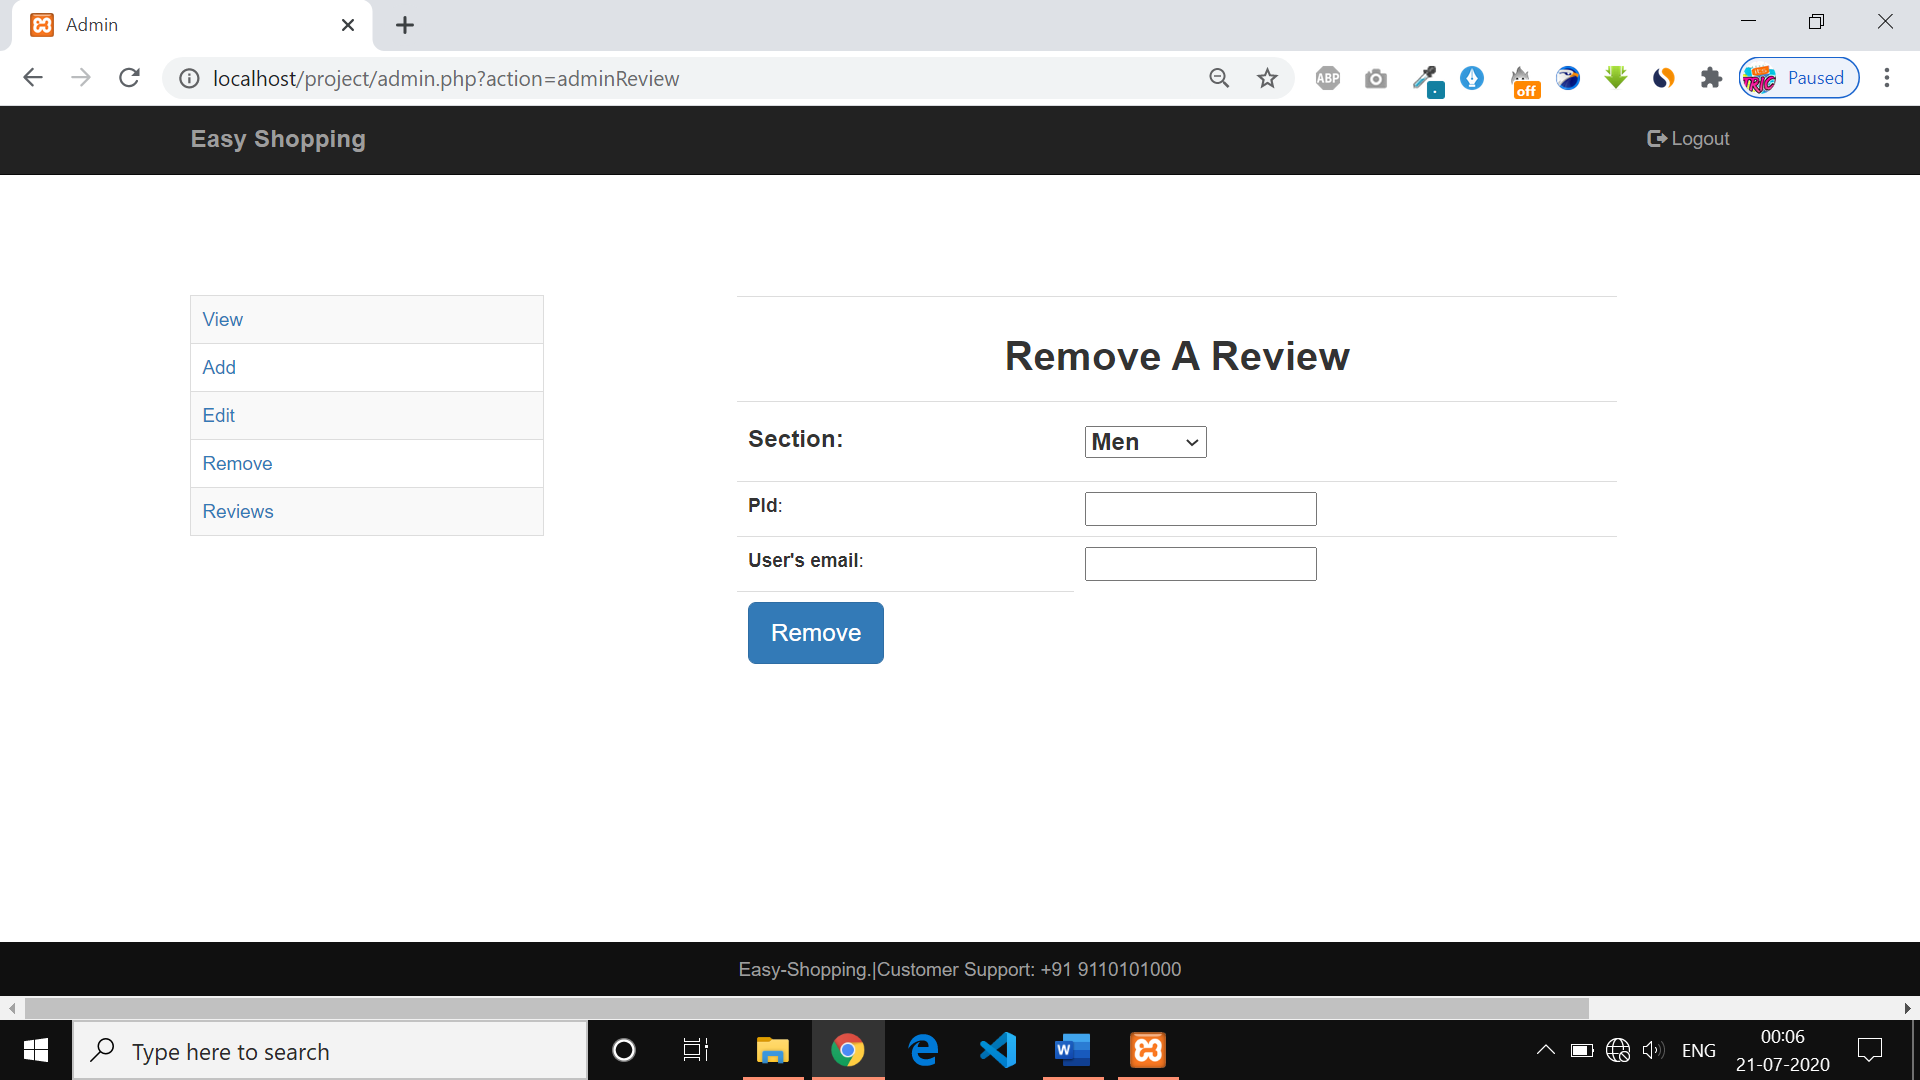 Admin
localhost/project/admin.php?action=adminReview
ABP
off
TRIC
Paused
Easy Shopping
Logout
View
Add
Edit
Remove
Reviews
Remove A Review
Section:
Men
PId:
User's email:
Remove
Easy-Shopping.|Customer Support: +91 9110101000
Type here to search
W
ENG
00:06
21-07-2020